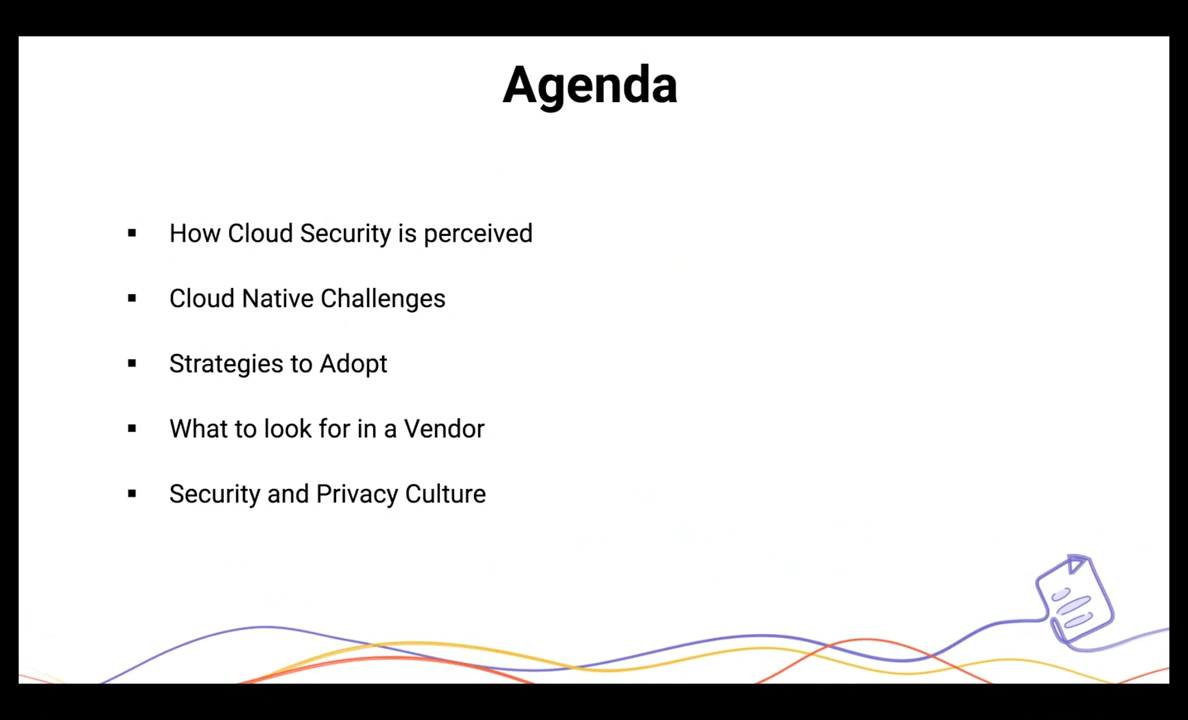 Agenda
▪ How Cloud Security is perceived
▪ Cloud Native Challenges
▪ Strategies to Adopt
▪ What to look for in a Vendor
▪ Security and Privacy Culture